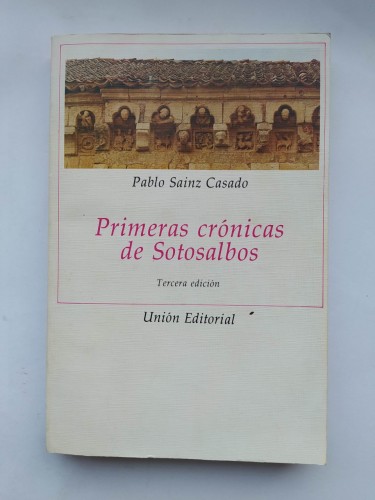 Pablo Sainz Casado
Primeras crónicas
de Sotosalbos
Tercera edición
Unión Editorial